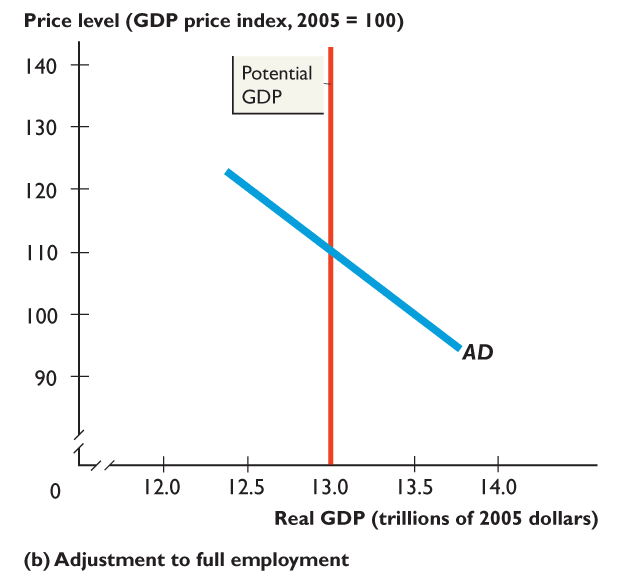 Price level (GDP price index, 2005 = 100)
140
Potential
GDP
130
120
110
100
AD
90
0
12.0 12.5 13.0 13.5 14.0
Real GDP (trillions of 2005 dollars)
(b) Adjustment to full employment